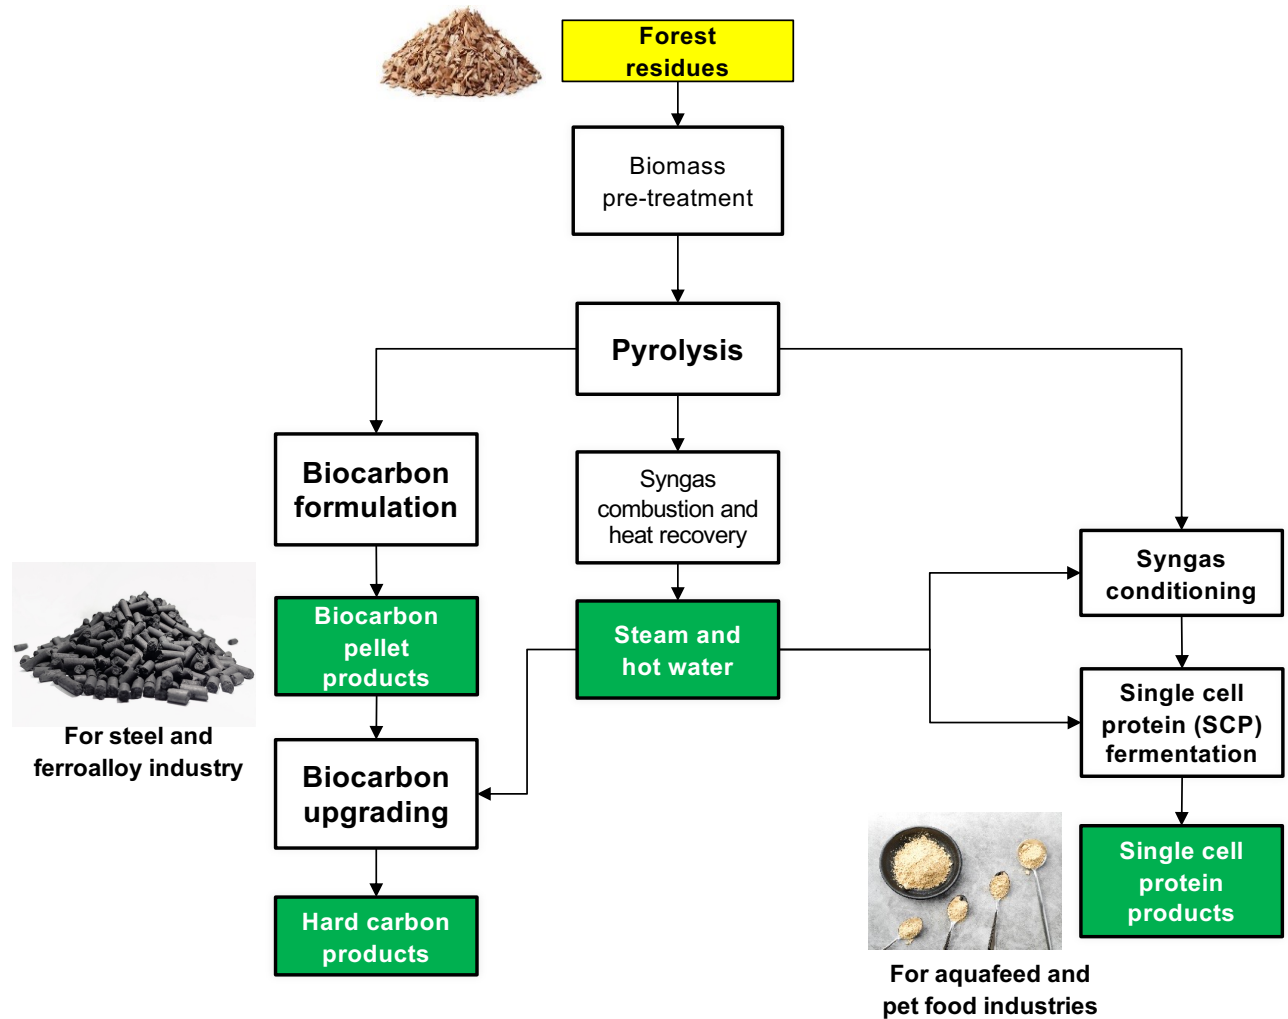 Forest
residues
Biomass
pre-treatment
Pyrolysis
Biocarbon
formulation
Syngas
combustion and
heat recovery
Syngas
conditioning
Biocarbon
pellet
products
Steam and
hot water
Single cell
protein (SCP)
fermentation
For steel and
ferroalloy industry
Biocarbon
upgrading
Single cell
protein
products
Hard carbon
products
For aquafeed and
pet food industries